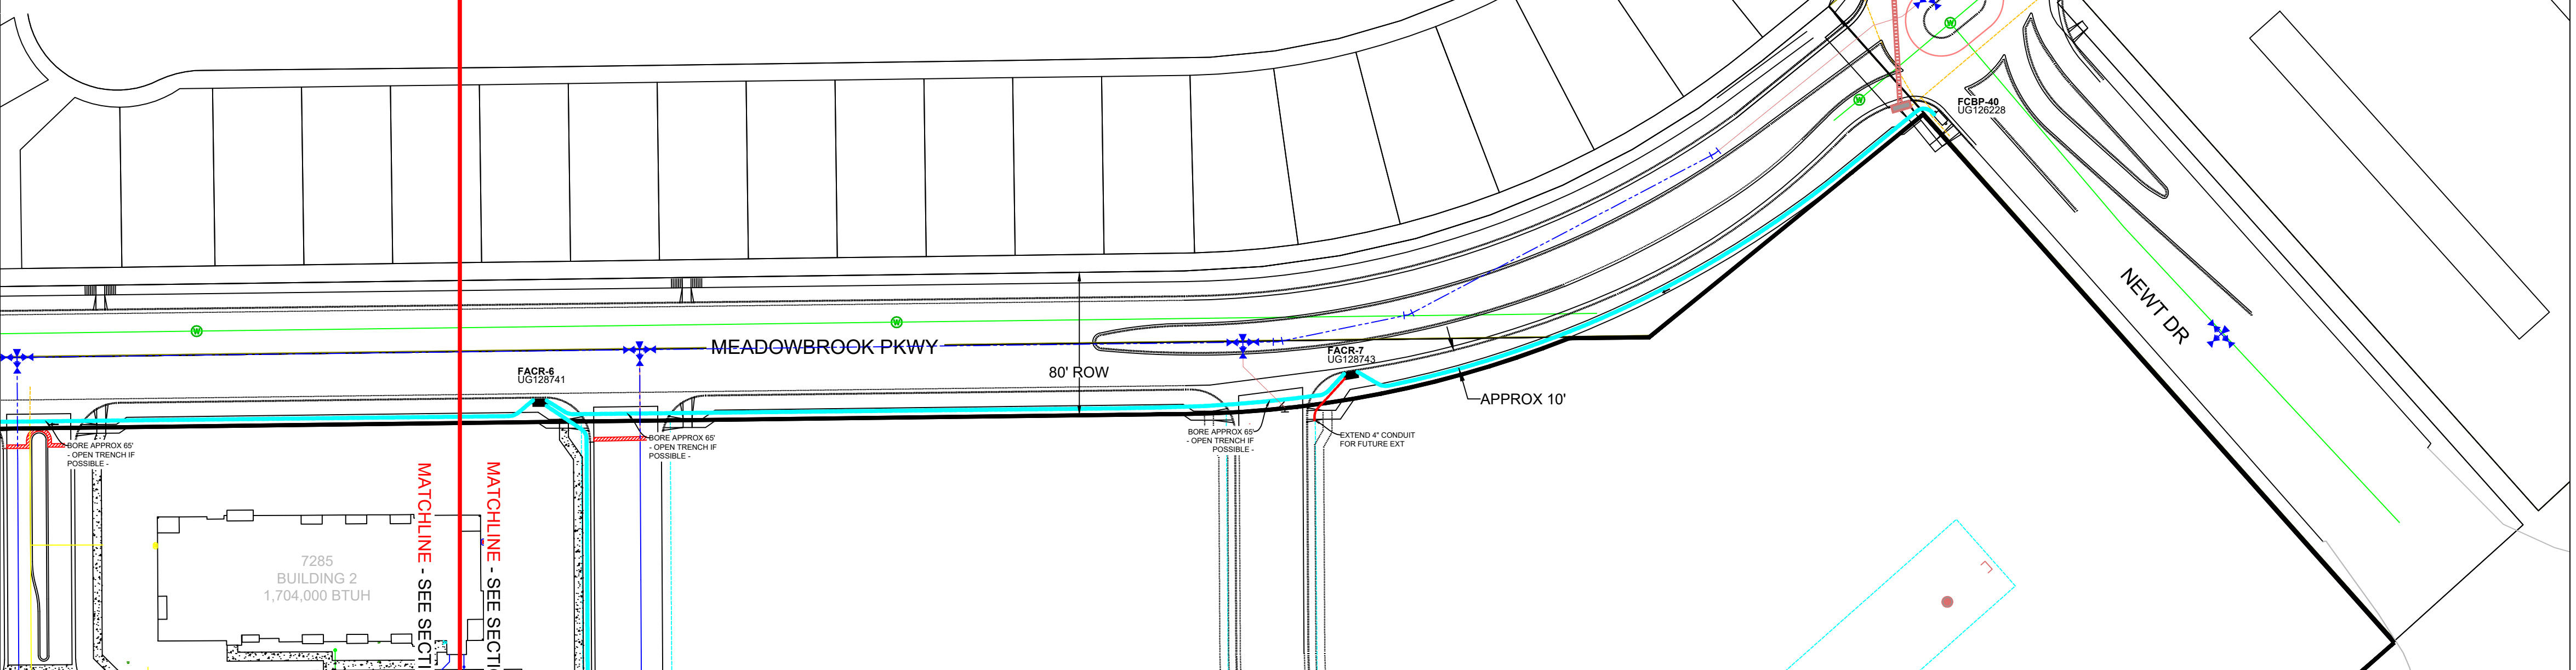 W
FCBP-40
UG126228
W
NEWT DR
W
W
MEADOWBROOK PKWY
80' ROW
FACR-6
UG128741
FACR-7
UG128743
APPROX 10'
BORE APPROX 65'
- OPEN TRENCH IF
POSSIBLE -
BORE APPROX 65'
- OPEN TRENCH IF
POSSIBLE -
BORE APPROX 65'
- OPEN TRENCH IF
POSSIBLE -
EXTEND 4" CONDUIT
FOR FUTURE EXT
7285
BUILDING 2
1,704,000 BTUH
MATCHLINE - SEE SECTI
MATCHLINE - SEE SECTI